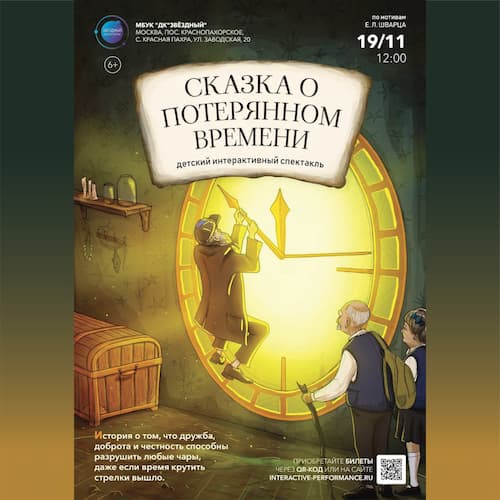 МБУК "ДК"ЗВЁЗДНЫЙ"
МОСКВА, ПОС. КРАСНОПАХОРСКОЕ,
С. КРАСНАЯ ПАХРА, УЛ. ЗАВОДСКАЯ, 20
6+
ПО МОТИВАМ
Е.Л. ШВАРЦА
19/11
12:00
СКАЗКА О
ПОТЕРЯННОМ
ВРЕМЕНИ
детский интерактивный спектакль
История о том, что дружба,
доброта и честность способны
разрушить любые чары,
даже если время крутить
стрелки вышло.
ПРИОБРЕТАЙТЕ БИЛЕТЫ
ЧЕРЕЗ QR-КОД ИЛИ НА САЙТЕ
INTERACTIVE-PERFORMANCE.RU